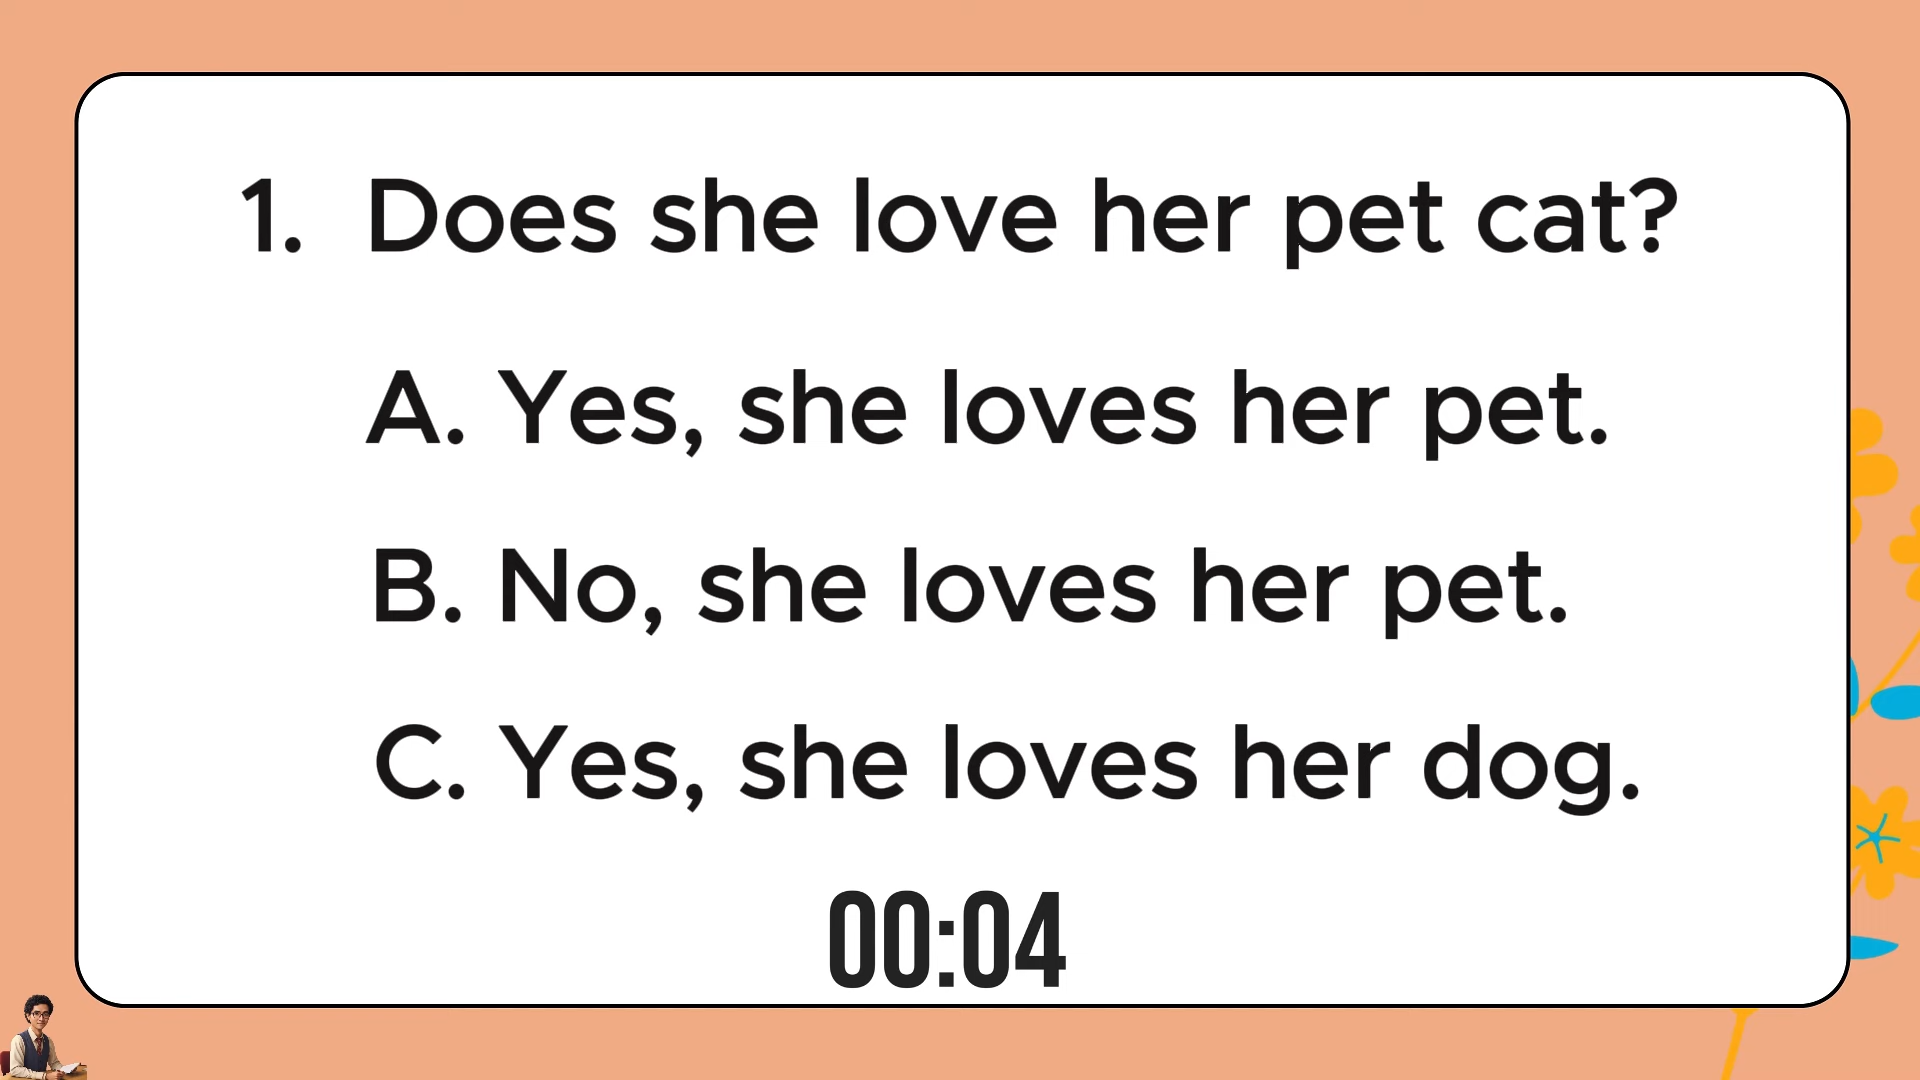 1. Does she love her pet cat?
A. Yes, she loves her pet.
B. No, she loves her pet.
C. Yes, she loves her dog.
00:04